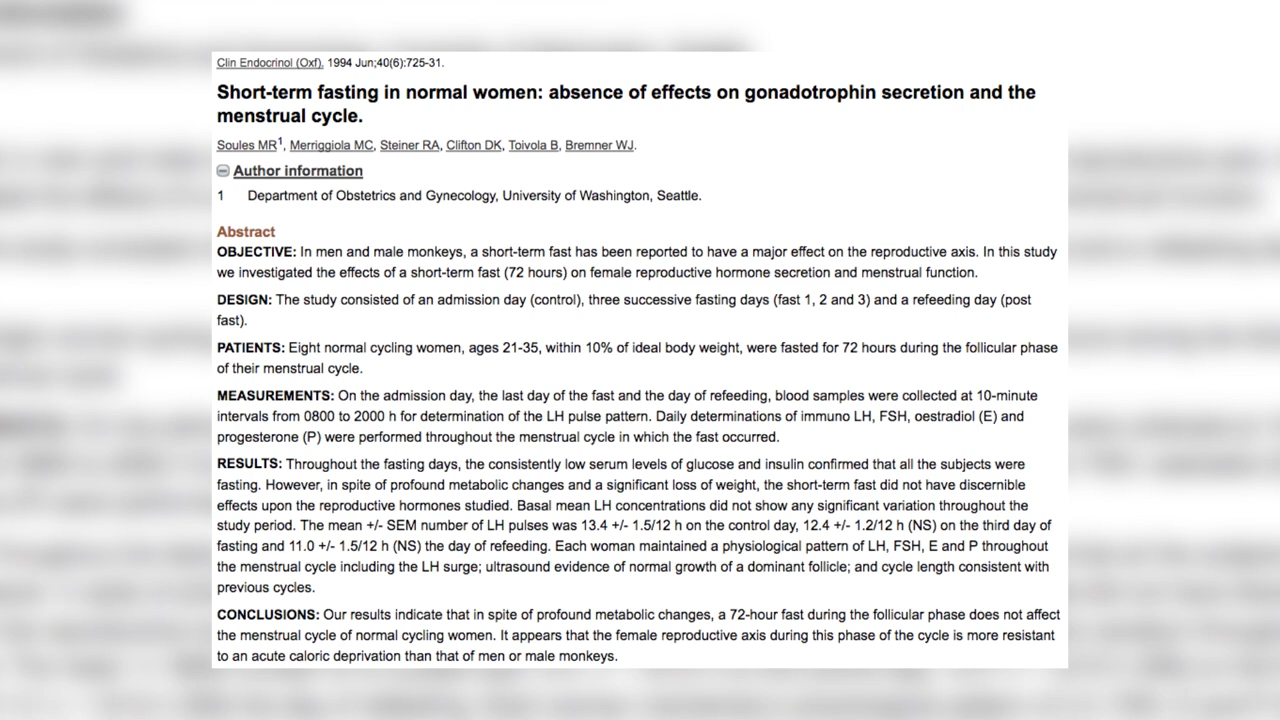 Clin Endocrinol (Oxf). 1994 Jun;40(6):725-31.
Short-term fasting in normal women: absence of effects on gonadotrophin secretion and the
menstrual cycle.
Soules MR1, Merriggiola MC, Steiner RA, Clifton DK, Toivola B, Bremner WJ.
Author information
1 Department of Obstetrics and Gynecology, University of Washington, Seattle.
Abstract
OBJECTIVE: In men and male monkeys, a short-term fast has been reported to have a major effect on the reproductive axis. In this study
we investigated the effects of a short-term fast (72 hours) on female reproductive hormone secretion and menstrual function.
DESIGN: The study consisted of an admission day (control), three successive fasting days (fast 1, 2 and 3) and a refeeding day (post
fast).
PATIENTS: Eight normal cycling women, ages 21-35, within 10% of ideal body weight, were fasted for 72 hours during the follicular phase
of their menstrual cycle.
MEASUREMENTS: On the admission day, the last day of the fast and the day of refeeding, blood samples were collected at 10-minute
intervals from 0800 to 2000 h for determination of the LH pulse pattern. Daily determinations of immuno LH, FSH, oestradiol (E) and
progesterone (P) were performed throughout the menstrual cycle in which the fast occurred.
RESULTS: Throughout the fasting days, the consistently low serum levels of glucose and insulin confirmed that all the subjects were
fasting. However, in spite of profound metabolic changes and a significant loss of weight, the short-term fast did not have discernible
effects upon the reproductive hormones studied. Basal mean LH concentrations did not show any significant variation throughout the
study period. The mean +/- SEM number of LH pulses was 13.4 +/- 1.5/12 h on the control day, 12.4 +/- 1.2/12 h (NS) on the third day of
fasting and 11.0 +/- 1.5/12 h (NS) the day of refeeding. Each woman maintained a physiological pattern of LH, FSH, E and P throughout
the menstrual cycle including the LH surge; ultrasound evidence of normal growth of a dominant follicle; and cycle length consistent with
previous cycles.
CONCLUSIONS: Our results indicate that in spite of profound metabolic changes, a 72-hour fast during the follicular phase does not affect
the menstrual cycle of normal cycling women. It appears that the female reproductive axis during this phase of the cycle is more resistant
to an acute caloric deprivation than that of men or male monkeys.